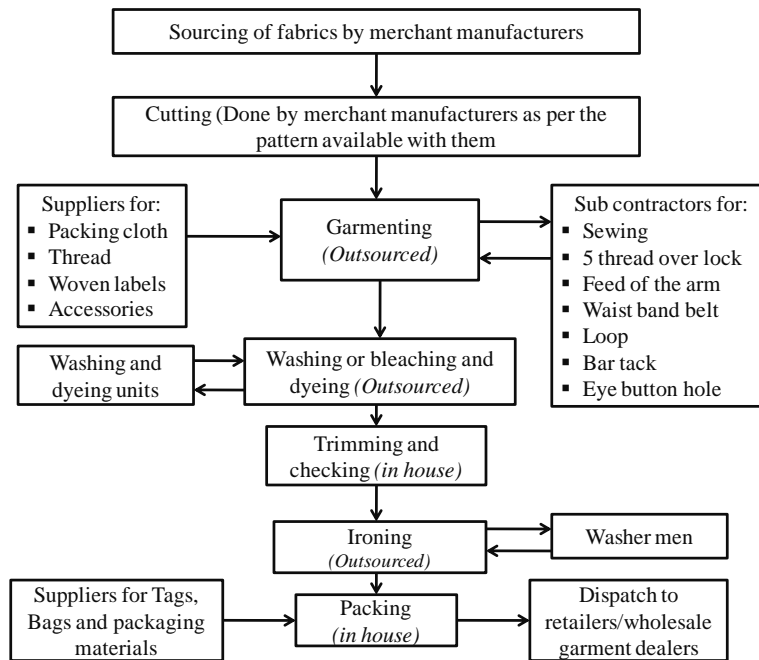 Sourcing of fabrics by merchant manufacturers
Cutting (Done by merchant manufacturers as per the
pattern available with them
Suppliers for:
▪ Packing cloth
▪ Thread
▪ Woven labels
▪ Accessories
Garmenting
(Outsourced)
Sub contractors for:
▪ Sewing
▪ 5 thread over lock
▪ Feed of the arm
▪ Waist band belt
▪ Loop
▪ Bar tack
▪ Eye button hole
Washing and
dyeing units
Washing or bleaching and
dyeing (Outsourced)
Trimming and
checking (in house)
Ironing
(Outsourced)
Washer men
Suppliers for Tags,
Bags and packaging
materials
Packing
(in house)
Dispatch to
retailers/wholesale
garment dealers